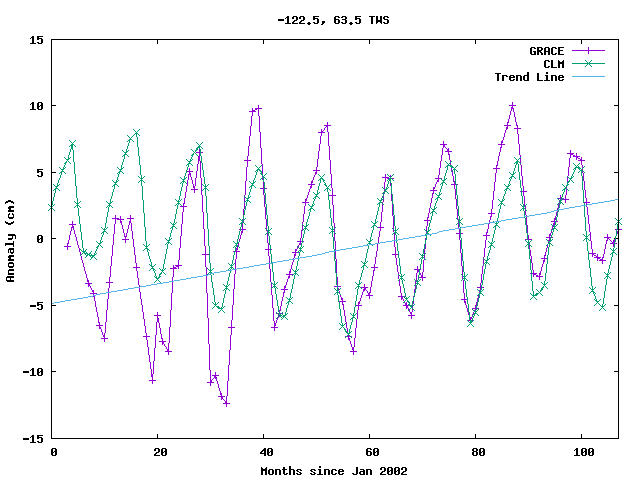 -122.5, 63.5 TWS
GRACE
CLM
Trend Line
15
10
5
0
-5
-10
-15
Anomaly (cm)
0 20 40 60 80 100
Months since Jan 2002